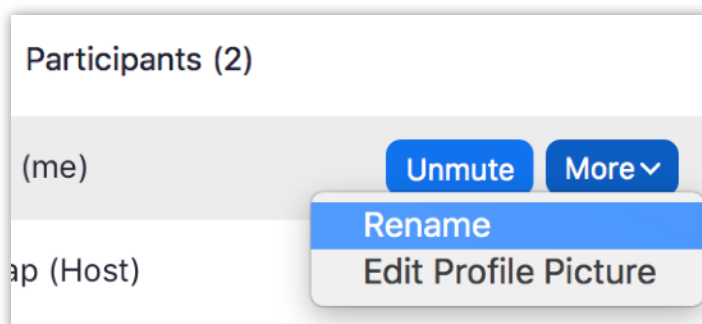 Participants (2)
(me) Unmute More
Rename
ap (Host) Edit Profile Picture